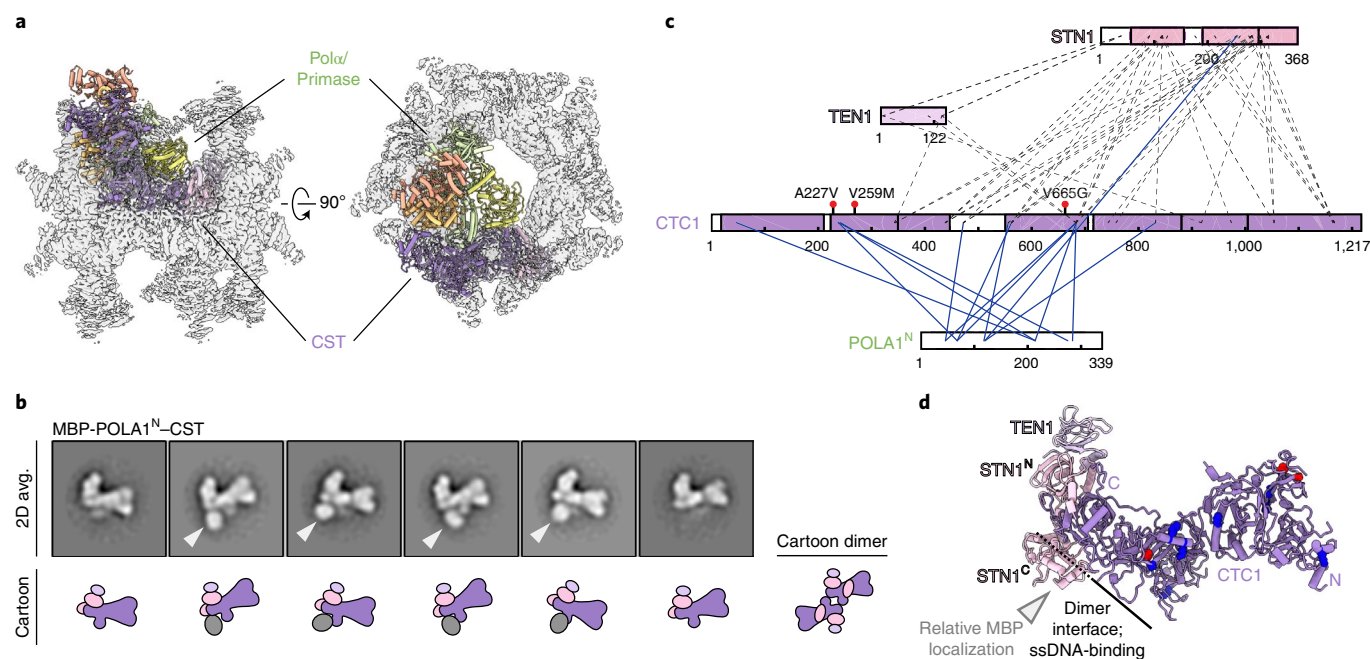 a
Polα/
Primase
90°
CST
b
MBP-POLA1ᴺ–CST
2D avg.
Cartoon
Cartoon dimer
c
STN1
1
200
368
TEN1
1
122
A227V
V259M
V665G
CTC1
1
200
400
600
800
1,000
1,217
POLA1ᴺ
1
200
339
d
TEN1
STN1ᴺ
C
STN1ᶜ
CTC1
N
Relative MBP
localization
Dimer
interface;
ssDNA-binding